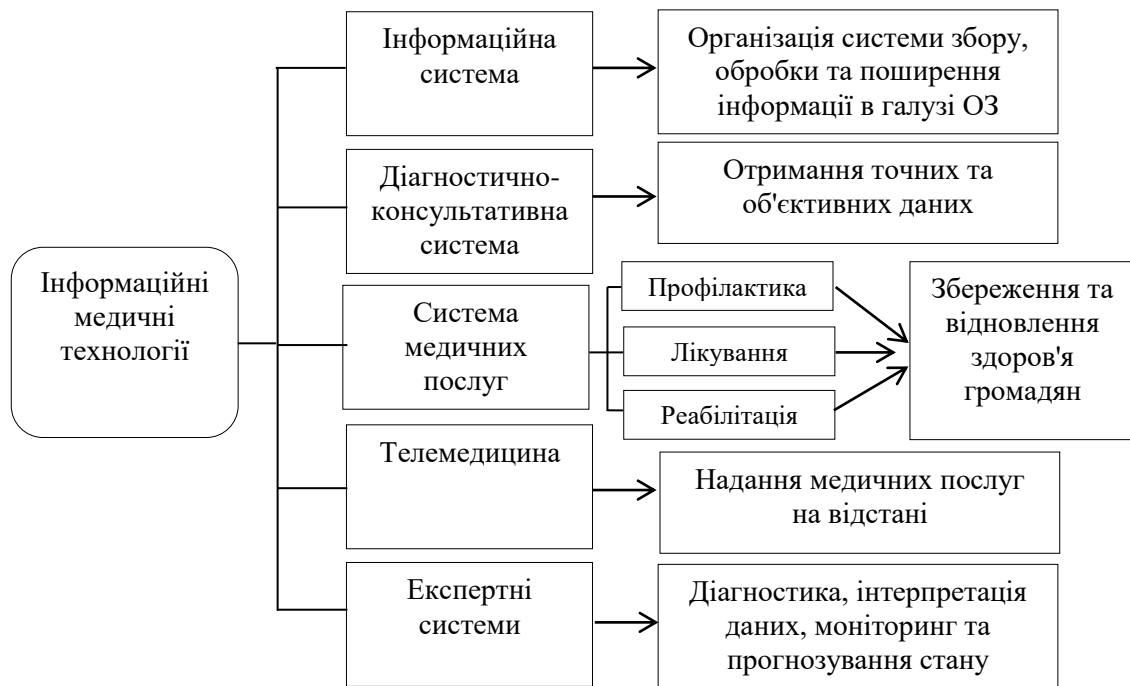 Інформаційні
медичні
технології
Інформаційна
система
Організація системи збору,
обробки та поширення
інформації в галузі ОЗ
Діагностично-
консультативна
система
Отримання точних та
об'єктивних даних
Система
медичних
послуг
Профілактика
Лікування
Реабілітація
Збереження та
відновлення
здоров'я
громадян
Телемедицина
Надання медичних послуг
на відстані
Експертні
системи
Діагностика, інтерпретація
даних, моніторинг та
прогнозування стану